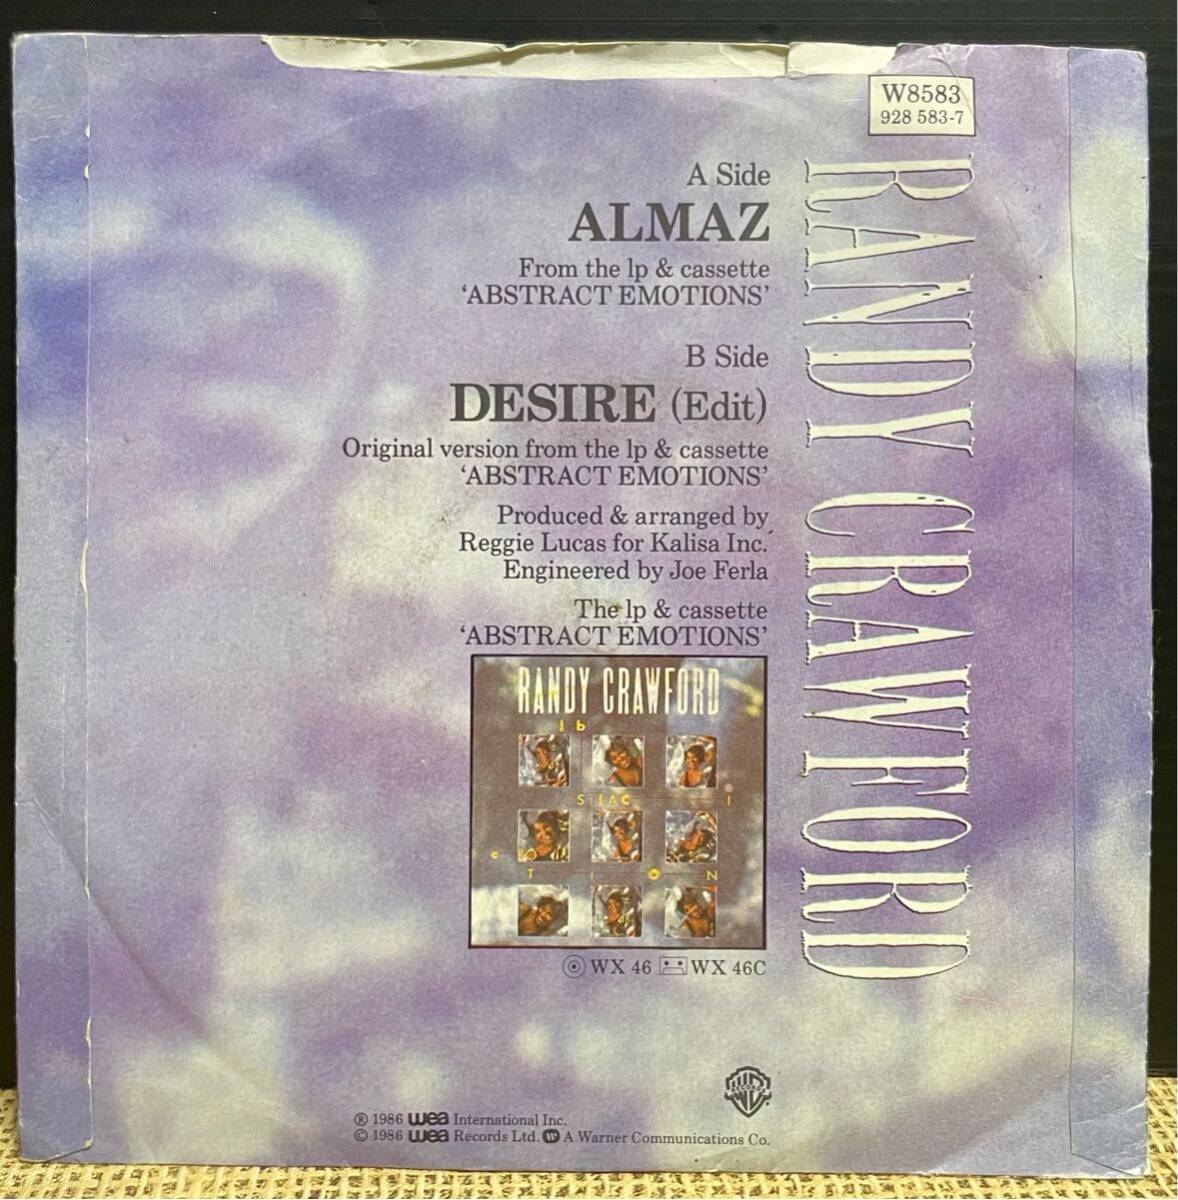 W8583
928 583-7
RANDY CRAWFORD
A Side
ALMAZ
From the lp & cassette
‘ABSTRACT EMOTIONS’
B Side
DESIRE (Edit)
Original version from the lp & cassette
‘ABSTRACT EMOTIONS’
Produced & arranged by
Reggie Lucas for Kalisa Inc.
Engineered by Joe Ferla
The lp & cassette
‘ABSTRACT EMOTIONS’
RANDY CRAWFORD
WX 46 WX 46C
℗ 1986 wea International Inc.
© 1986 wea Records Ltd. A Warner Communications Co.